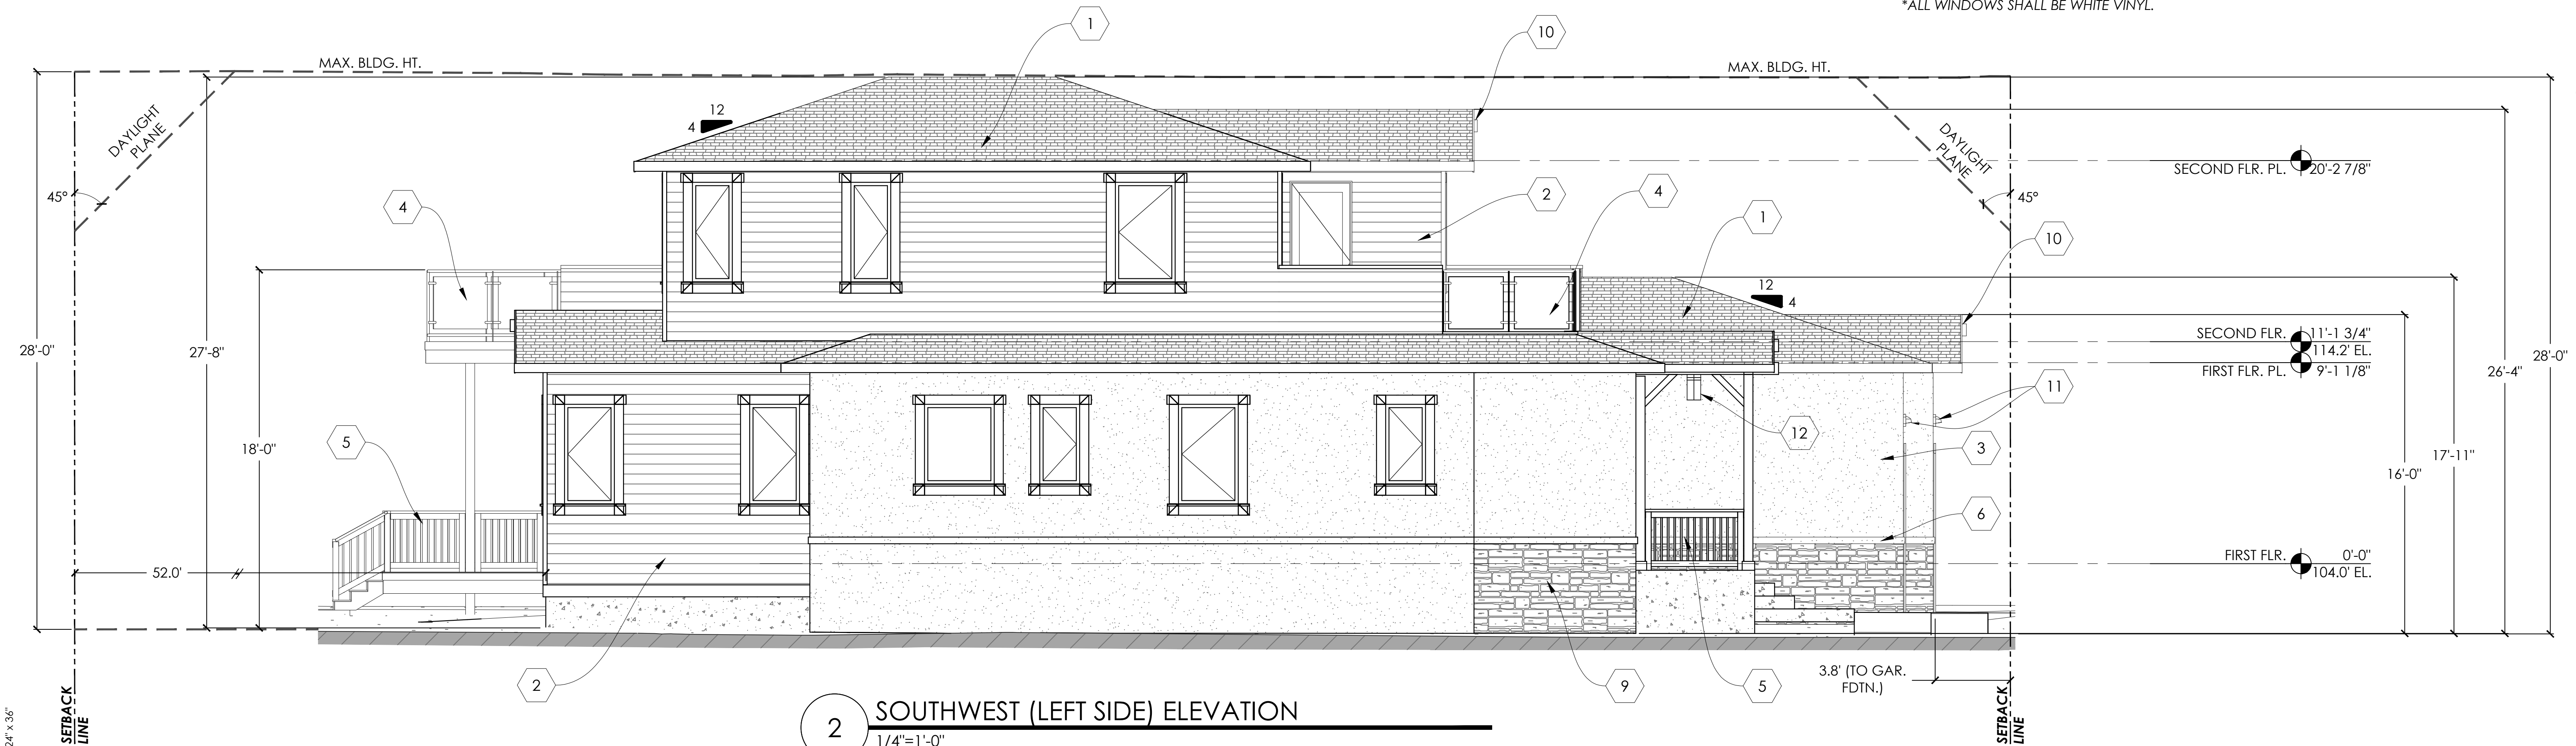 *ALL WINDOWS SHALL BE WHITE VINYL.
1
10
MAX. BLDG. HT.
MAX. BLDG. HT.
DAYLIGHT
PLANE
45°
12
4
DAYLIGHT
PLANE
45°
SECOND FLR. PL.
20'-2 7/8"
4
2
4
1
10
12
4
28'-0"
27'-8"
18'-0"
SECOND FLR.
11'-1 3/4"
114.2' EL.
FIRST FLR. PL.
9'-1 1/8"
28'-0"
26'-4"
17'-11"
16'-0"
11
5
12
3
6
52.0'
FIRST FLR.
0'-0"
104.0' EL.
2
9
5
3.8' (TO GAR.
FDTN.)
24" x 36"
SETBACK
LINE
2
SOUTHWEST (LEFT SIDE) ELEVATION
1/4"=1'-0"
SETBACK
LINE